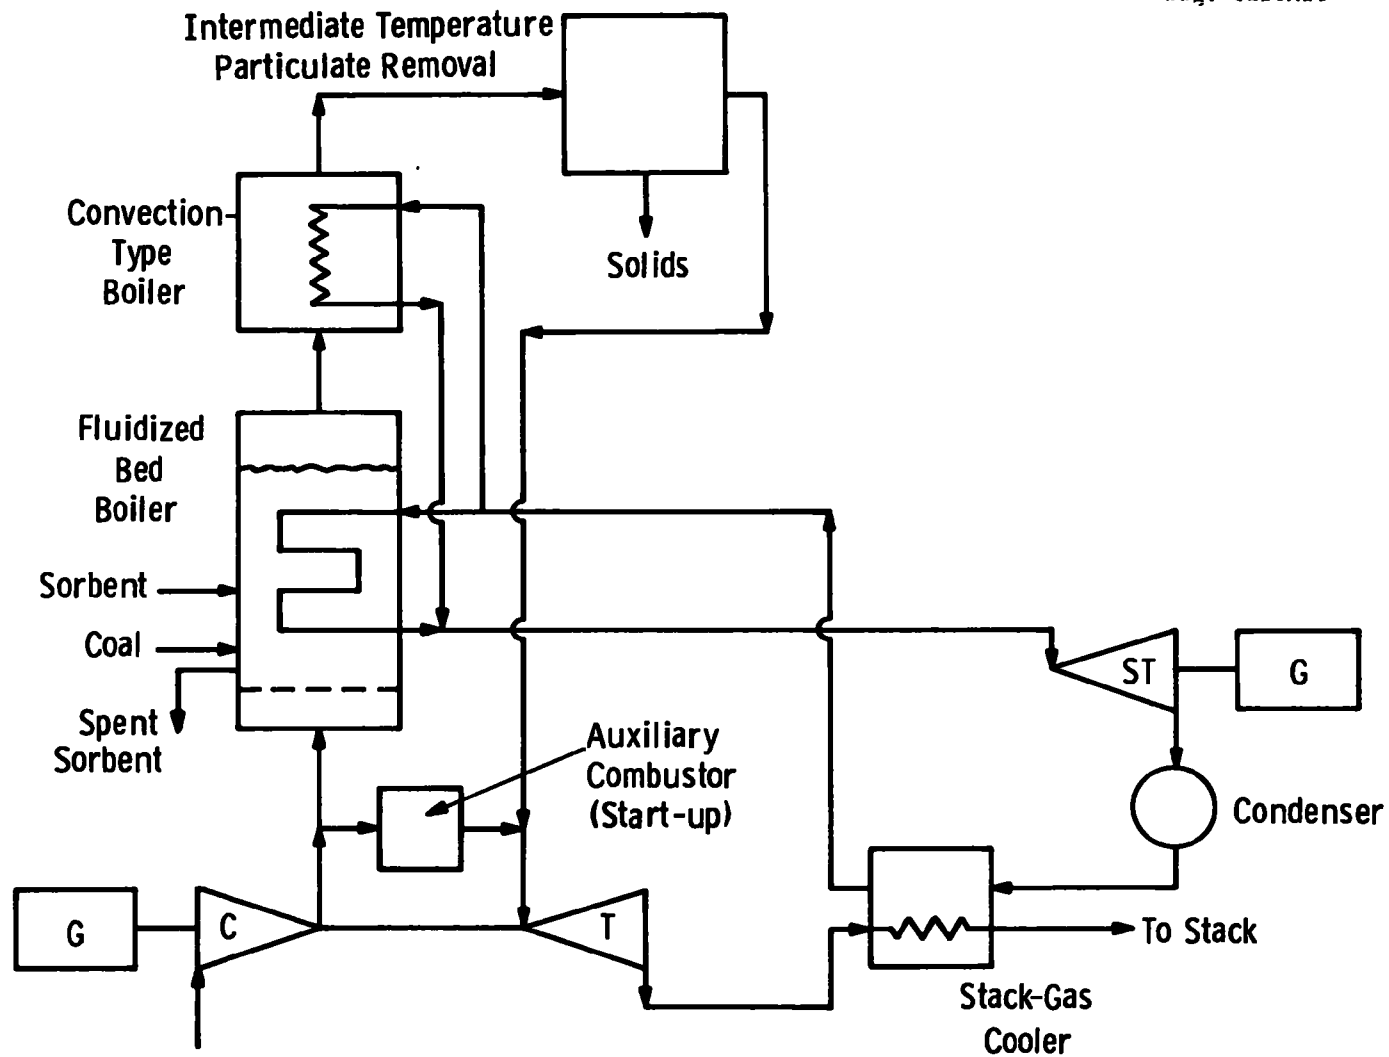 Intermediate Temperature
Particulate Removal
Convection-
Type
Boiler
Solids
Fluidized
Bed
Boiler
Sorbent
Coal
Spent
Sorbent
Auxiliary
Combustor
(Start-up)
ST
G
Condenser
G
C
T
To Stack
Stack-Gas
Cooler